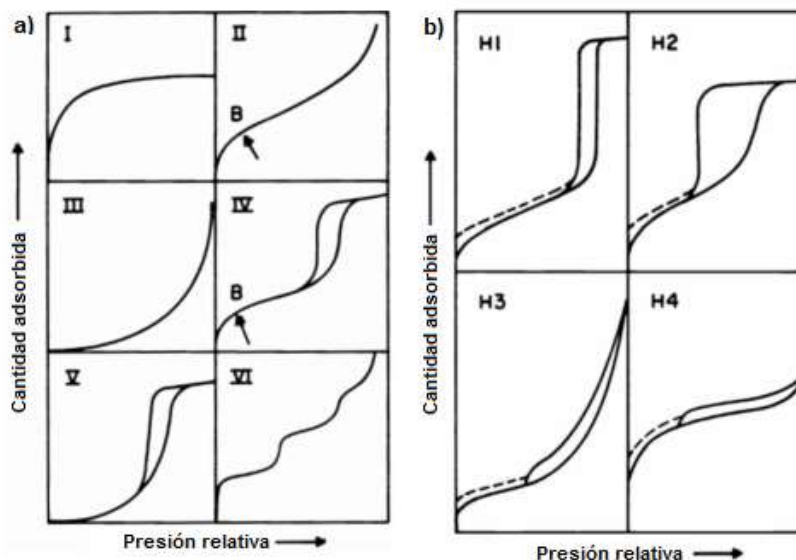 a)
I
II
B
III
IV
B
V
VI
Cantidad adsorbida
Presión relativa
b)
H1
H2
H3
H4
Cantidad adsorbida
Presión relativa